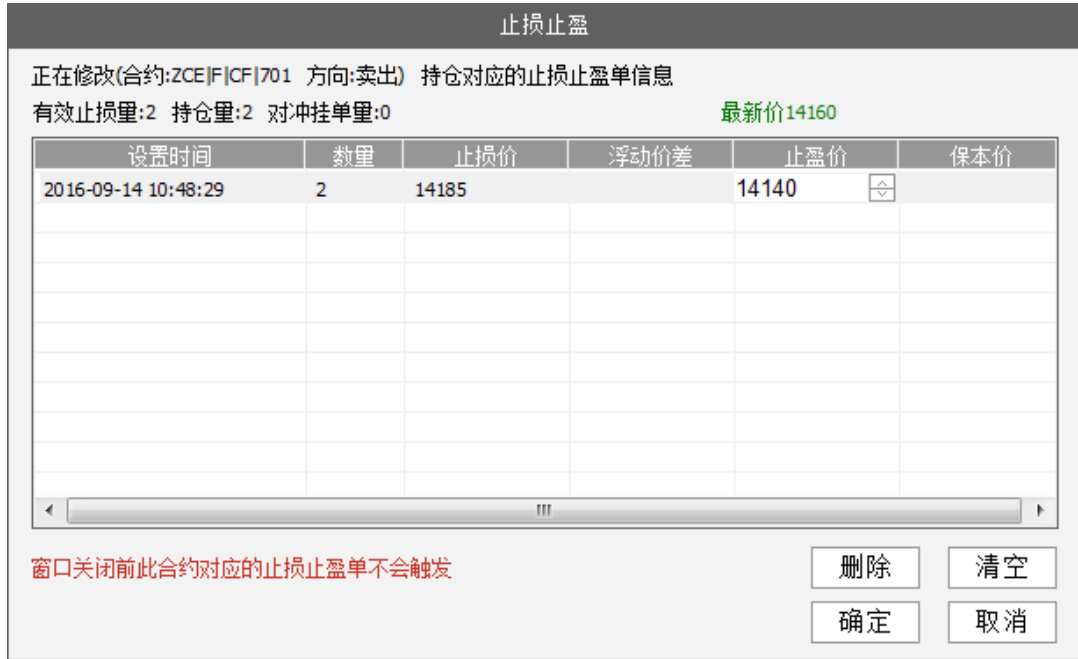 止损止盈
正在修改(合约:ZCE|F|CF|701 方向:卖出) 持仓对应的止损止盈单信息
有效止损量:2 持仓量:2 对冲挂单量:0 最新价14160
设置时间 数量 止损价 浮动价差 止盈价 保本价
2016-09-14 10:48:29 2 14185 14140
窗口关闭前此合约对应的止损止盈单不会触发
删除 清空
确定 取消